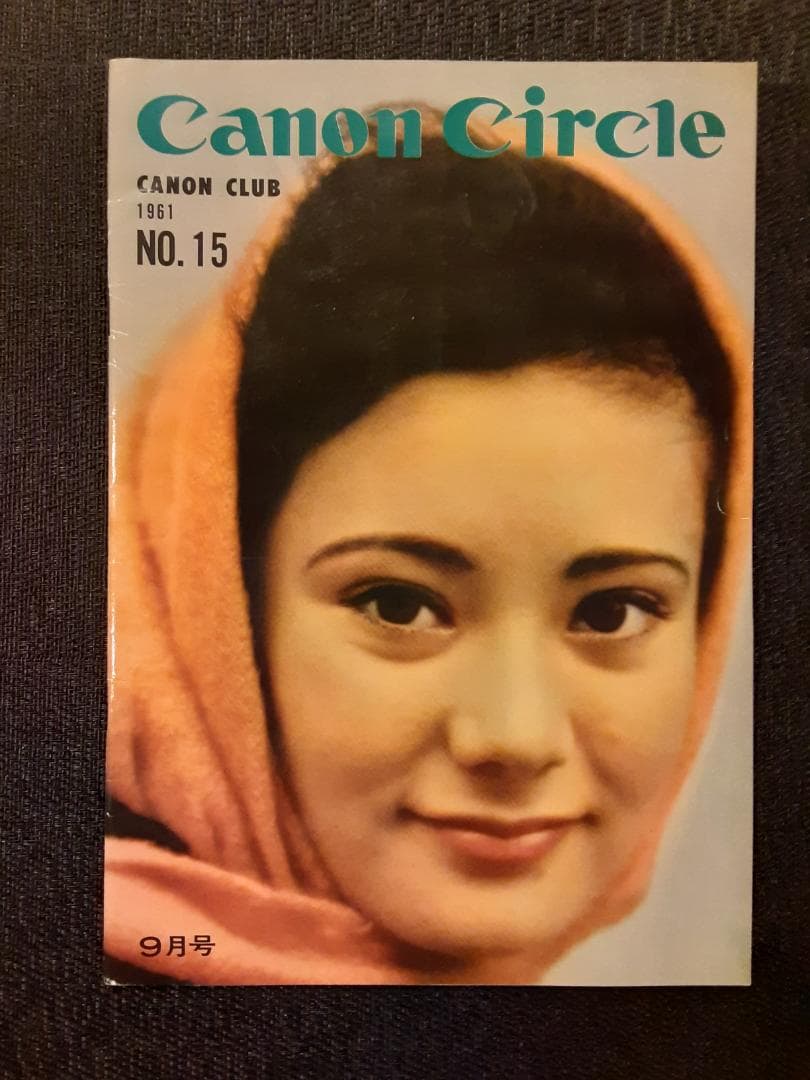 Canon Circle
CANON CLUB
1961
NO. 15
9月号